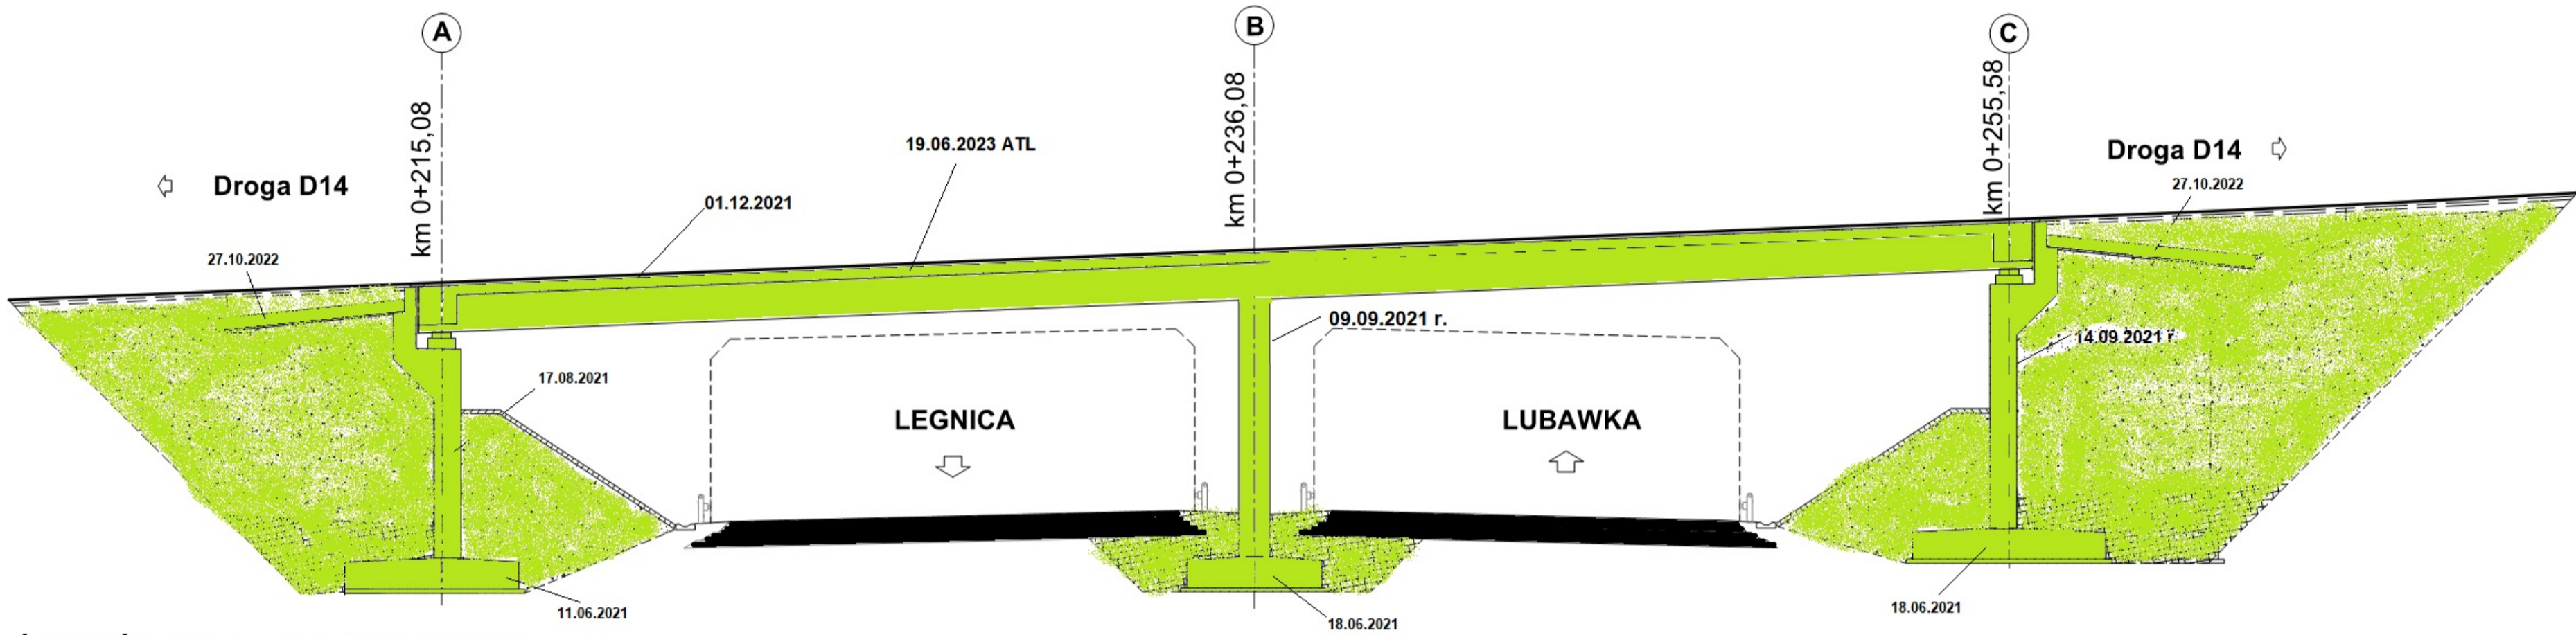 A
B
C
km 0+215,08
km 0+236,08
km 0+255,58
19.06.2023 ATL
Droga D14
Droga D14
27.10.2022
01.12.2021
27.10.2022
09.09.2021 r.
14.09.2021 r
17.08.2021
LEGNICA
LUBAWKA
11.06.2021
18.06.2021
18.06.2021